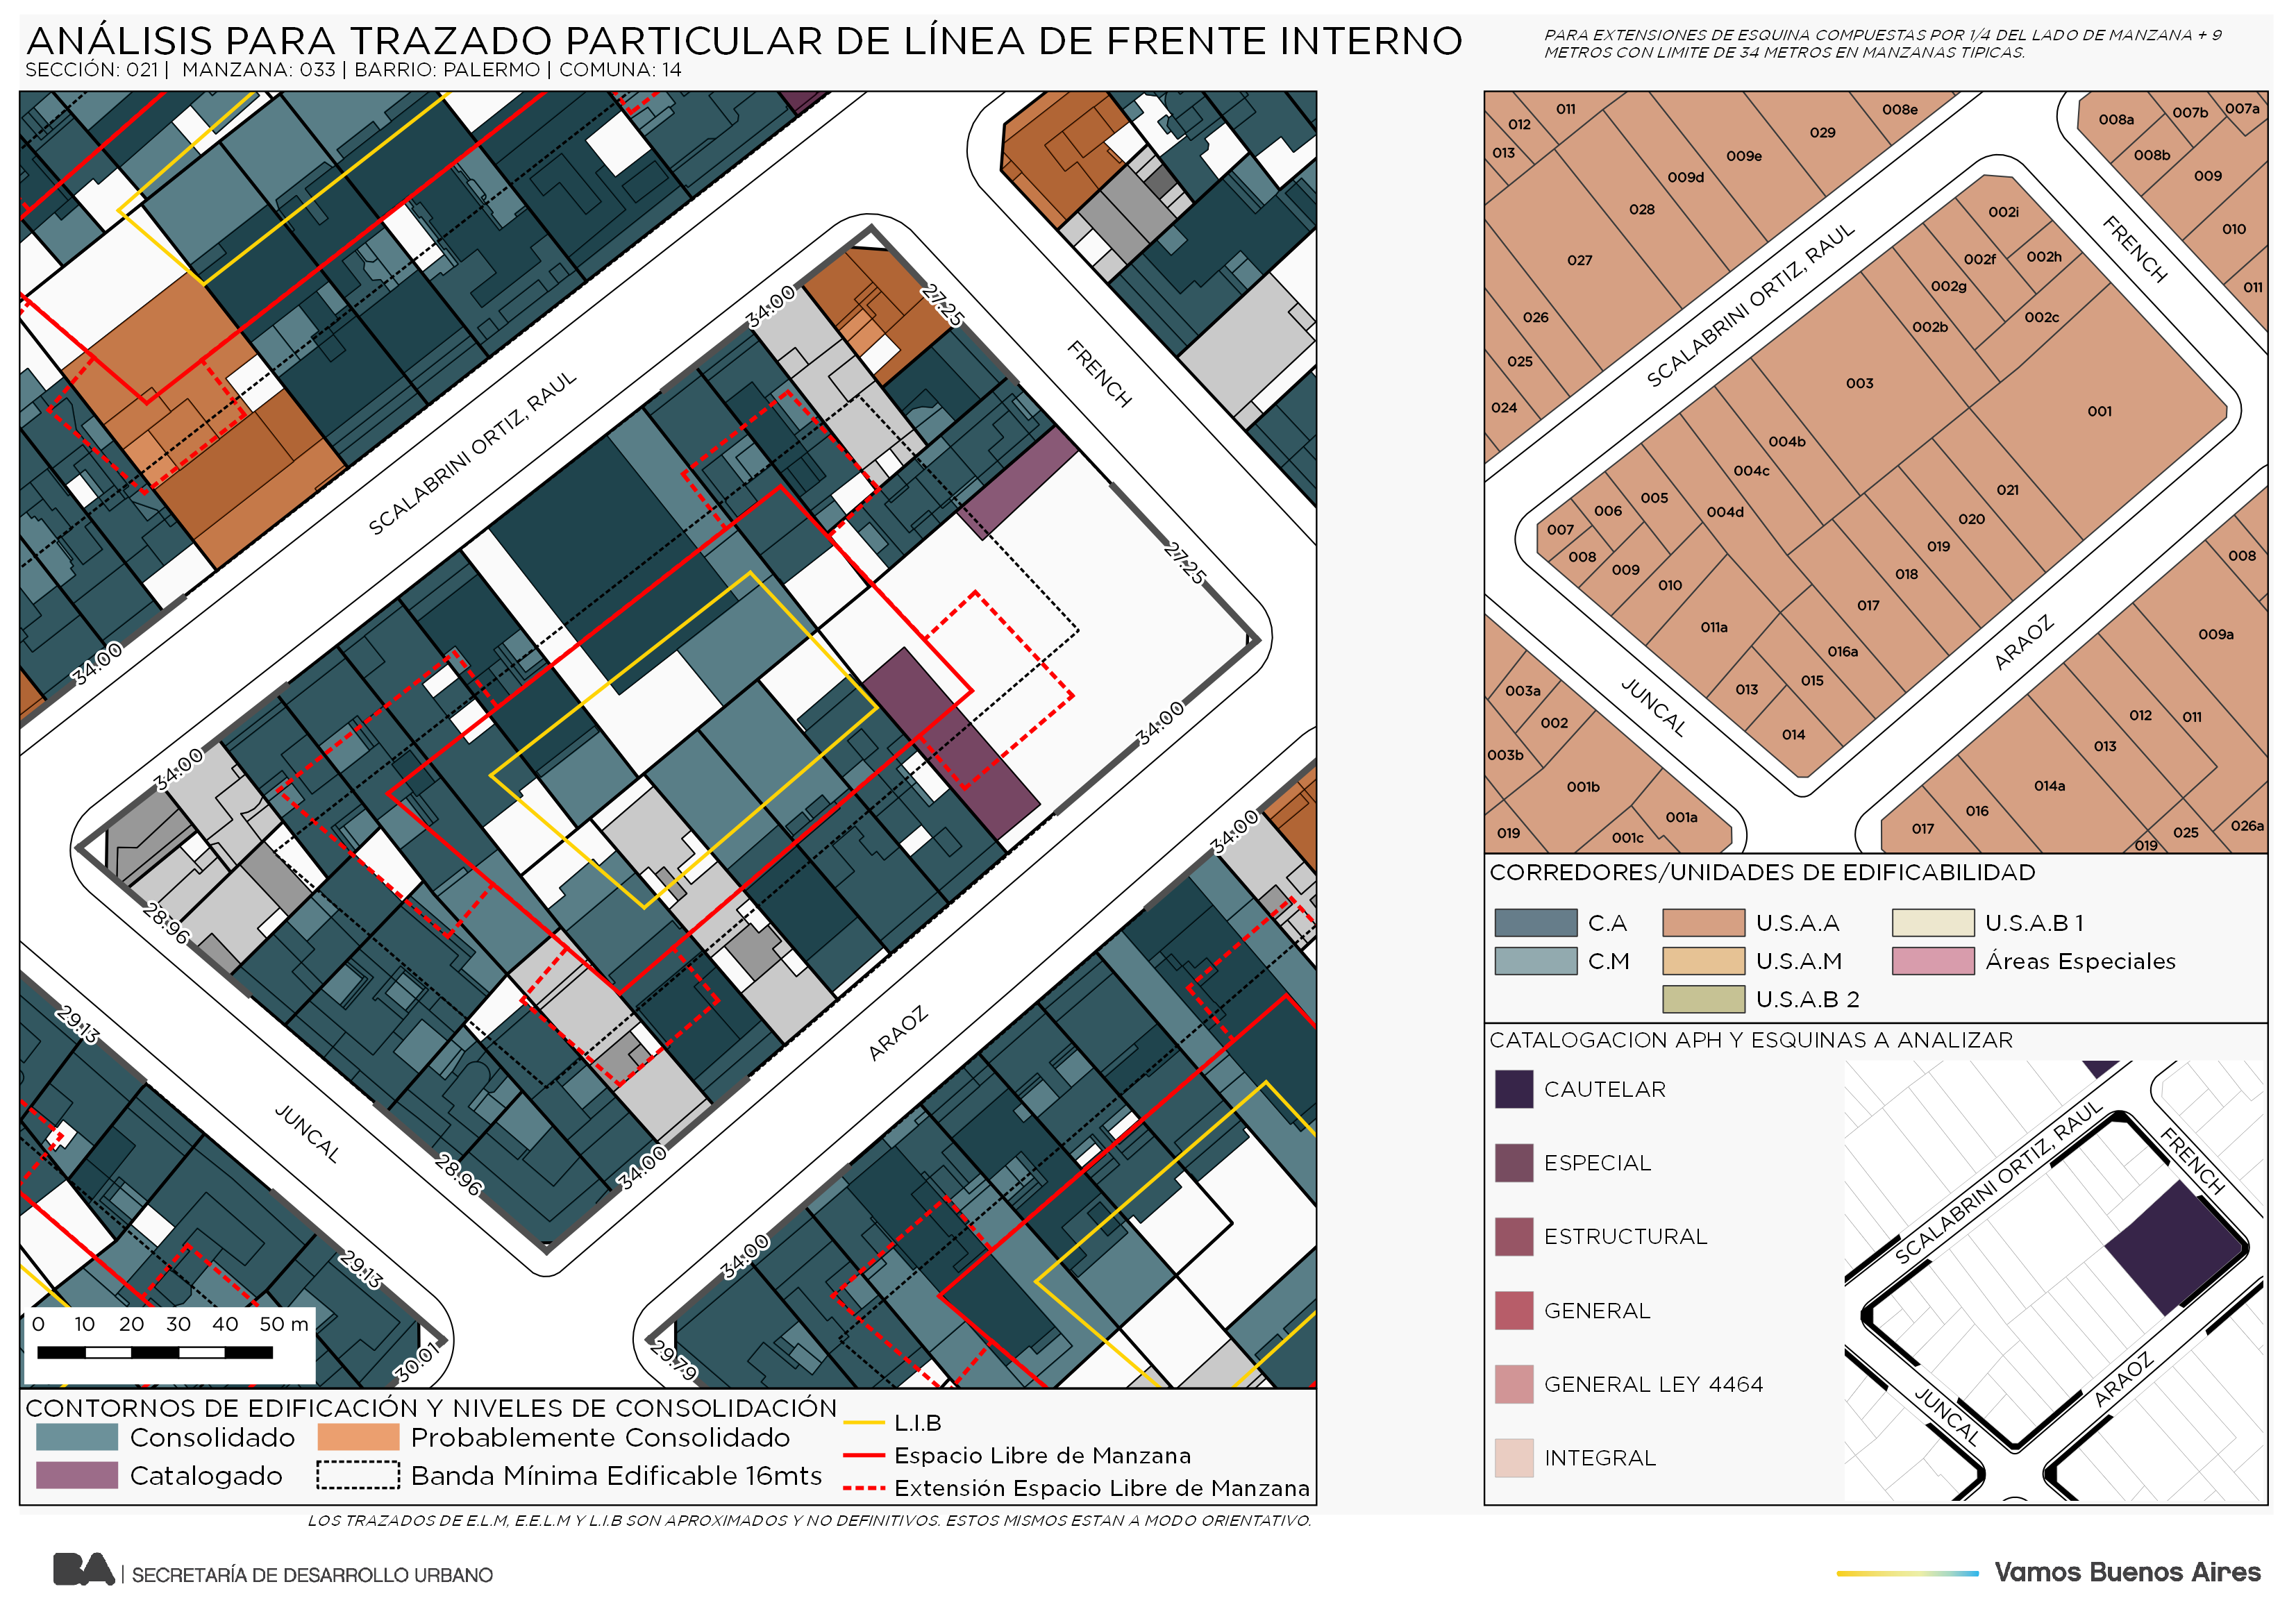 ANÁLISIS PARA TRAZADO PARTICULAR DE LÍNEA DE FRENTE INTERNO
SECCIÓN: 021 | MANZANA: 033 | BARRIO: PALERMO | COMUNA: 14
PARA EXTENSIONES DE ESQUINA COMPUESTAS POR 1/4 DEL LADO DE MANZANA + 9
METROS CON LIMITE DE 34 METROS EN MANZANAS TIPICAS.
34:00
27:25
FRENCH
SCALABRINI ORTIZ, RAUL
27:25
34:00
34:00
34:00
28:96
34:00
29:13
ARAOZ
JUNCAL
28:96
34:00
34:00
29:13
30:01
29:79
0 10 20 30 40 50 m
CONTORNOS DE EDIFICACIÓN Y NIVELES DE CONSOLIDACIÓN
Consolidado
Probablemente Consolidado
Catalogado
Banda Mínima Edificable 16mts
L.I.B
Espacio Libre de Manzana
Extensión Espacio Libre de Manzana
LOS TRAZADOS DE E.L.M, E.E.L.M Y L.I.B SON APROXIMADOS Y NO DEFINITIVOS. ESTOS MISMOS ESTAN A MODO ORIENTATIVO.
011
008e
012
029
013
009e
009d
028
027
026
025
024
008a
007b
007a
008b
009
010
011
SCALABRINI ORTIZ, RAUL
FRENCH
002i
002f
002h
002g
002b
002c
003
001
004b
004c
004d
005
006
007
008
009
010
011a
021
020
019
018
017
016a
015
013
014
JUNCAL
ARAOZ
008
009a
003a
002
003b
001b
001a
001c
019
012
011
013
014a
016
017
019
025
026a
CORREDORES/UNIDADES DE EDIFICABILIDAD
C.A
U.S.A.A
U.S.A.B 1
C.M
U.S.A.M
Áreas Especiales
U.S.A.B 2
CATALOGACION APH Y ESQUINAS A ANALIZAR
CAUTELAR
ESPECIAL
ESTRUCTURAL
GENERAL
GENERAL LEY 4464
INTEGRAL
SCALABRINI ORTIZ, RAUL
FRENCH
JUNCAL
ARAOZ
BA | SECRETARÍA DE DESARROLLO URBANO
Vamos Buenos Aires